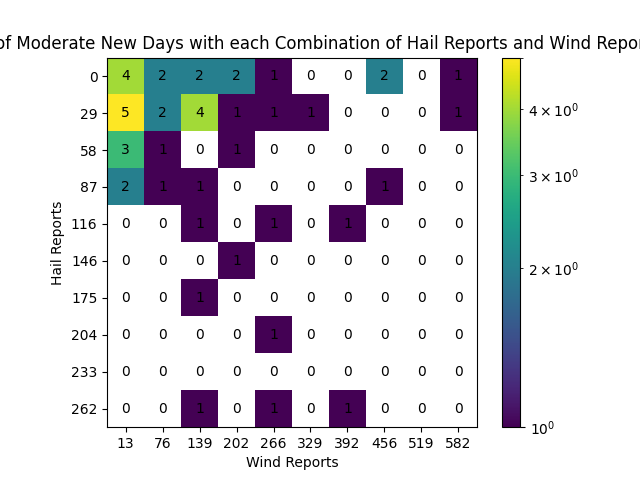 of Moderate New Days with each Combination of Hail Reports and Wind Repor
0 4 2 2 2 1 0 0 2 0 1
29 5 2 4 1 1 1 0 0 0 1
58 3 1 0 1 0 0 0 0 0 0
87 2 1 1 0 0 0 0 1 0 0
116 0 0 1 0 1 0 1 0 0 0
146 0 0 0 1 0 0 0 0 0 0
175 0 0 1 0 0 0 0 0 0 0
204 0 0 0 0 1 0 0 0 0 0
233 0 0 0 0 0 0 0 0 0 0
262 0 0 1 0 1 0 1 0 0 0
13 76 139 202 266 329 392 456 519 582
Wind Reports
Hail Reports
4 × 10⁰
3 × 10⁰
2 × 10⁰
10⁰